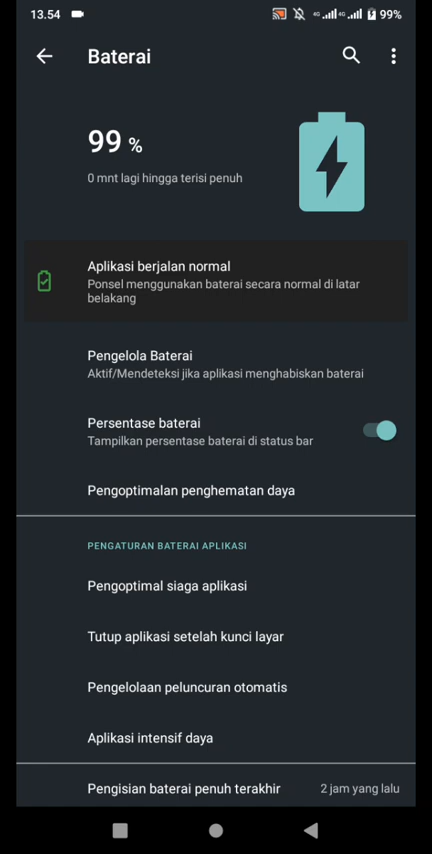 13.54
4G 4G 99%
Baterai
99 %
0 mnt lagi hingga terisi penuh
Aplikasi berjalan normal
Ponsel menggunakan baterai secara normal di latar
belakang
Pengelola Baterai
Aktif/Mendeteksi jika aplikasi menghabiskan baterai
Persentase baterai
Tampilkan persentase baterai di status bar
Pengoptimalan penghematan daya
PENGATURAN BATERAI APLIKASI
Pengoptimal siaga aplikasi
Tutup aplikasi setelah kunci layar
Pengelolaan peluncuran otomatis
Aplikasi intensif daya
Pengisian baterai penuh terakhir 2 jam yang lalu